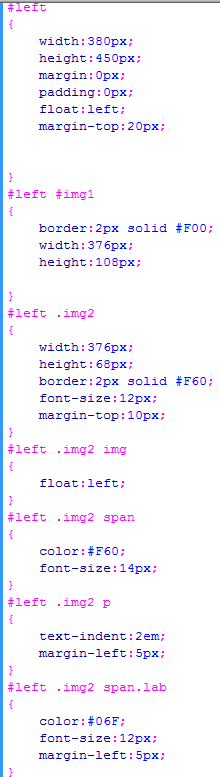 #left
{
width:380px;
height:450px;
margin:0px;
padding:0px;
float:left;
margin-top:20px;
}
#left #img1
{
border:2px solid #F00;
width:376px;
height:108px;
}
#left .img2
{
width:376px;
height:68px;
border:2px solid #F60;
font-size:12px;
margin-top:10px;
}
#left .img2 img
{
float:left;
}
#left .img2 span
{
color:#F60;
font-size:14px;
}
#left .img2 p
{
text-indent:2em;
margin-left:5px;
}
#left .img2 span.lab
{
color:#06F;
font-size:12px;
margin-left:5px;
}